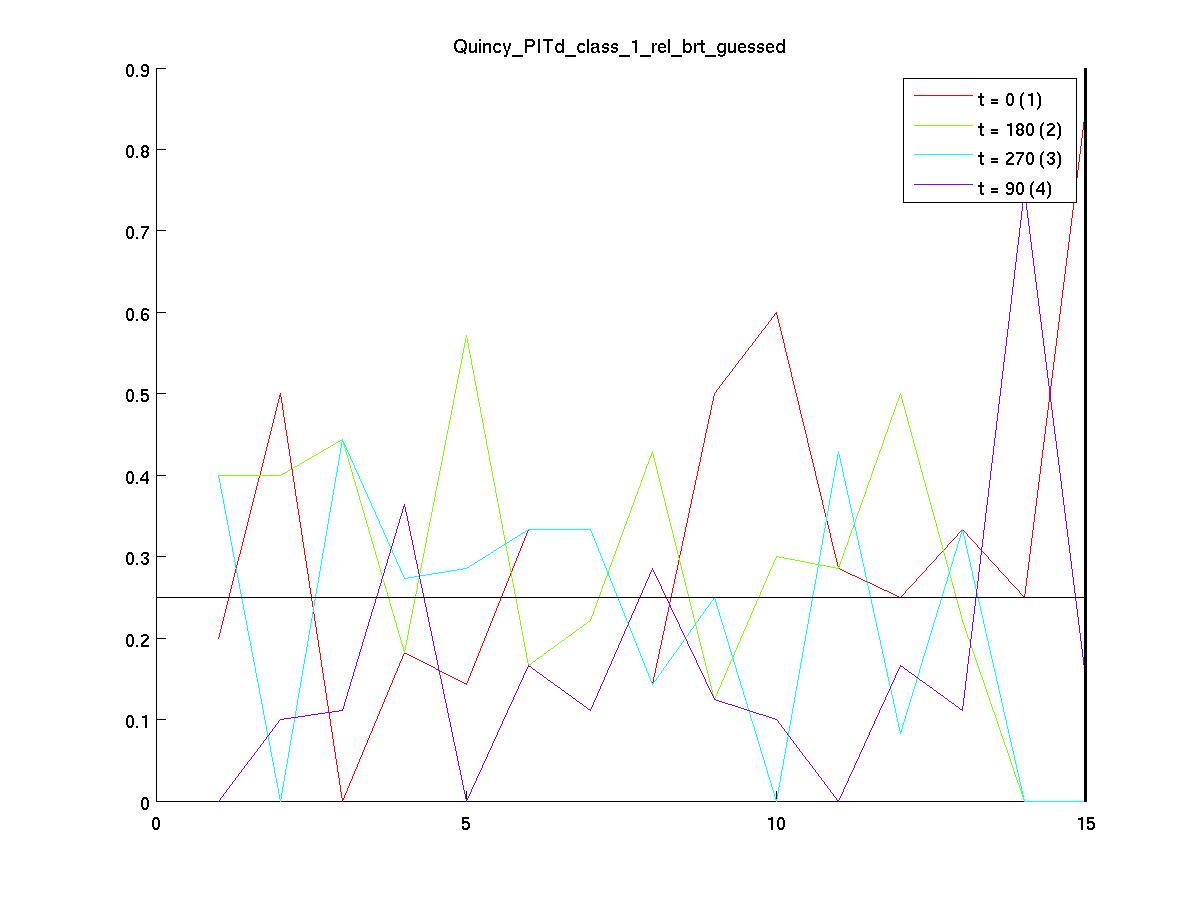 Quincy_PITd_class_1_rel_brt_guessed
t = 0 (1)
t = 180 (2)
t = 270 (3)
t = 90 (4)
0.9
0.8
0.7
0.6
0.5
0.4
0.3
0.2
0.1
0
0 5 10 15